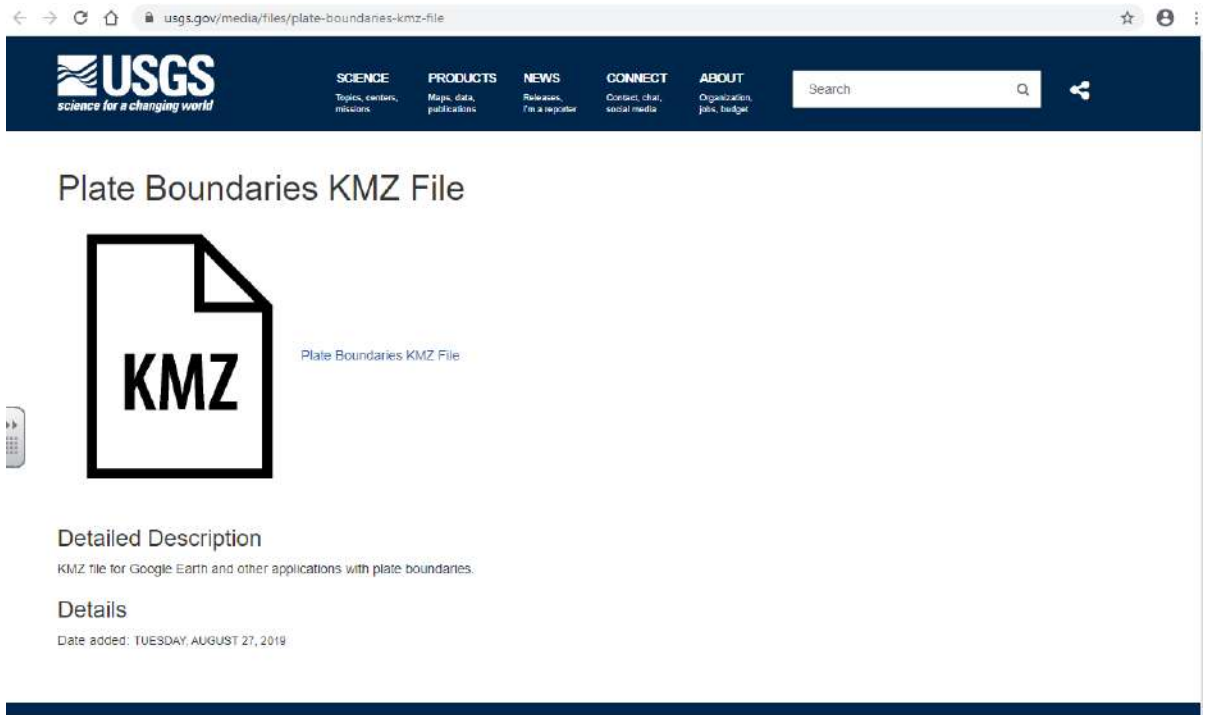 usgs.gov/media/files/plate-boundaries-kmz-file
USGS
science for a changing world
SCIENCE
Topics, centers,
missions
PRODUCTS
Maps, data,
publications
NEWS
Releases,
I'm a reporter
CONNECT
Contact, chat,
social media
ABOUT
Organization,
jobs, budget
Search
Plate Boundaries KMZ File
KMZ
Plate Boundaries KMZ File
Detailed Description
KMZ file for Google Earth and other applications with plate boundaries.
Details
Date added: TUESDAY, AUGUST 27, 2019